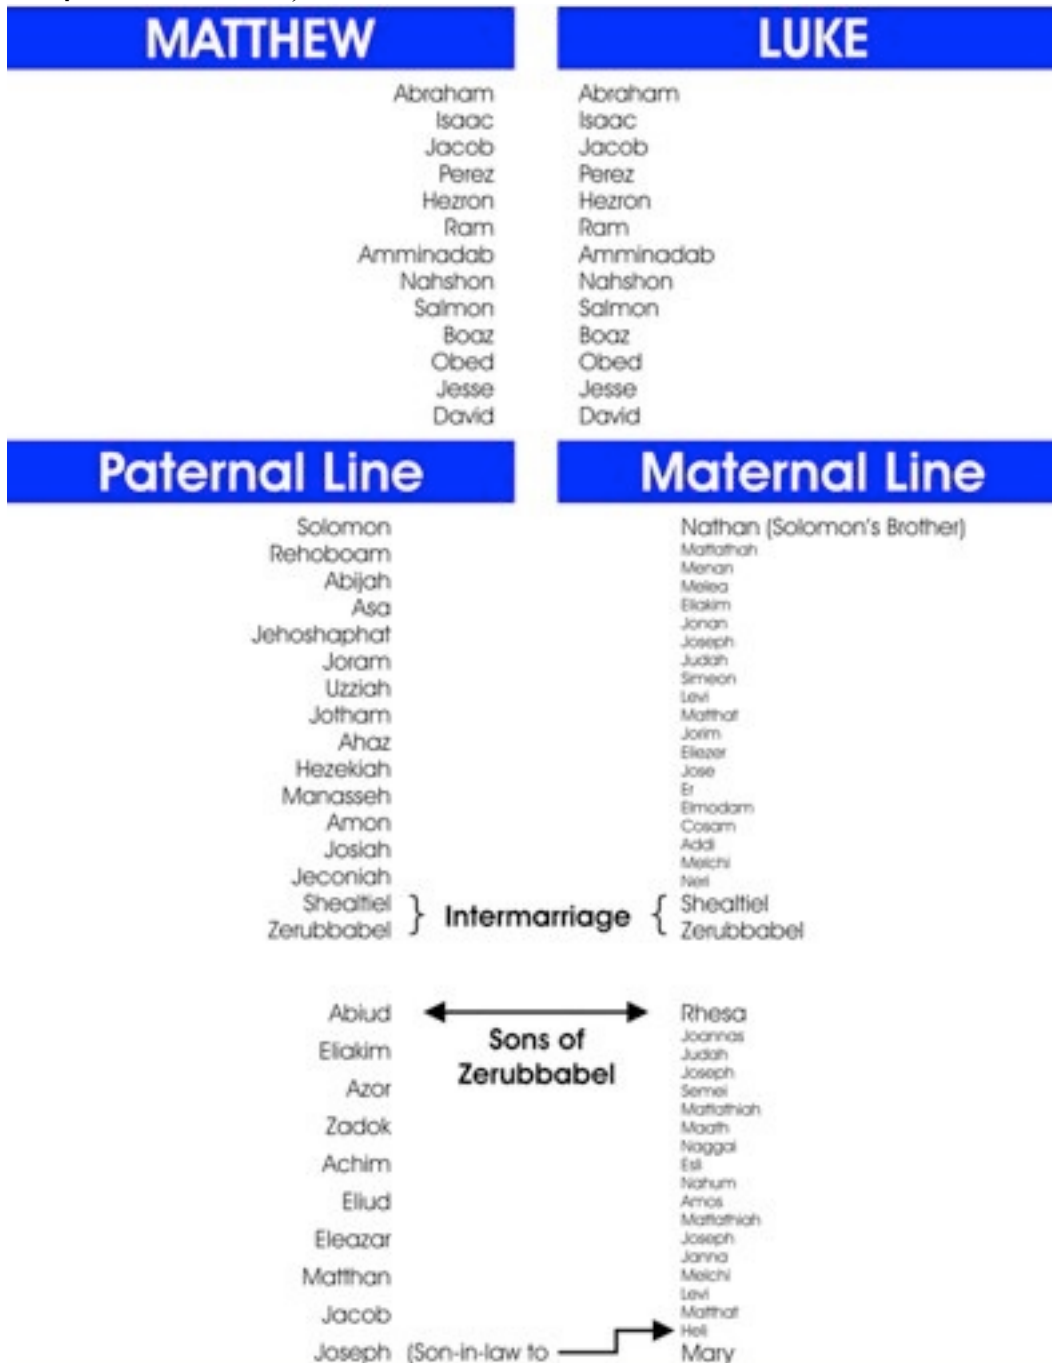 MATTHEW
Abraham
Isaac
Jacob
Perez
Hezron
Ram
Amminadab
Nahshon
Salmon
Boaz
Obed
Jesse
David
LUKE
Abraham
Isaac
Jacob
Perez
Hezron
Ram
Amminadab
Nahshon
Salmon
Boaz
Obed
Jesse
David
Paternal Line
Solomon
Rehoboam
Abijah
Asa
Jehoshaphat
Joram
Uzziah
Jotham
Ahaz
Hezekiah
Manasseh
Amon
Josiah
Jeconiah
Shealtiel
Zerubbabel
Maternal Line
Nathan (Solomon's Brother)
Mattathah
Menan
Melea
Eliakim
Jonan
Joseph
Judah
Simeon
Levi
Matthat
Jorim
Eliezer
Jose
Er
Elmodam
Cosam
Addi
Melchi
Neri
Shealtiel
Zerubbabel
} Intermarriage {
Abiud
Eliakim
Azor
Zadok
Achim
Eliud
Eleazar
Matthan
Jacob
Joseph (Son-in-law to
Sons of
Zerubbabel
Rhesa
Joannas
Judah
Joseph
Semei
Mattathiah
Maath
Naggai
Esli
Nahum
Amos
Mattathiah
Joseph
Janna
Melchi
Levi
Matthat
Heli
Mary